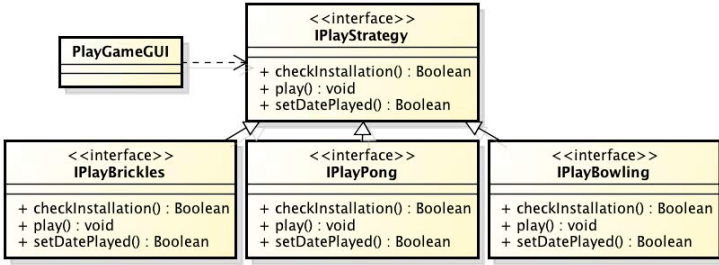 <<interface>>
IPlayStrategy
+ checkInstallation() : Boolean
+ play() : void
+ setDatePlayed() : Boolean
PlayGameGUI
<<interface>>
IPlayBrickles
+ checkInstallation() : Boolean
+ play() : void
+ setDatePlayed() : Boolean
<<interface>>
IPlayPong
+ checkInstallation() : Boolean
+ play() : void
+ setDatePlayed() : Boolean
<<interface>>
IPlayBowling
+ checkInstallation() : Boolean
+ play() : void
+ setDatePlayed() : Boolean